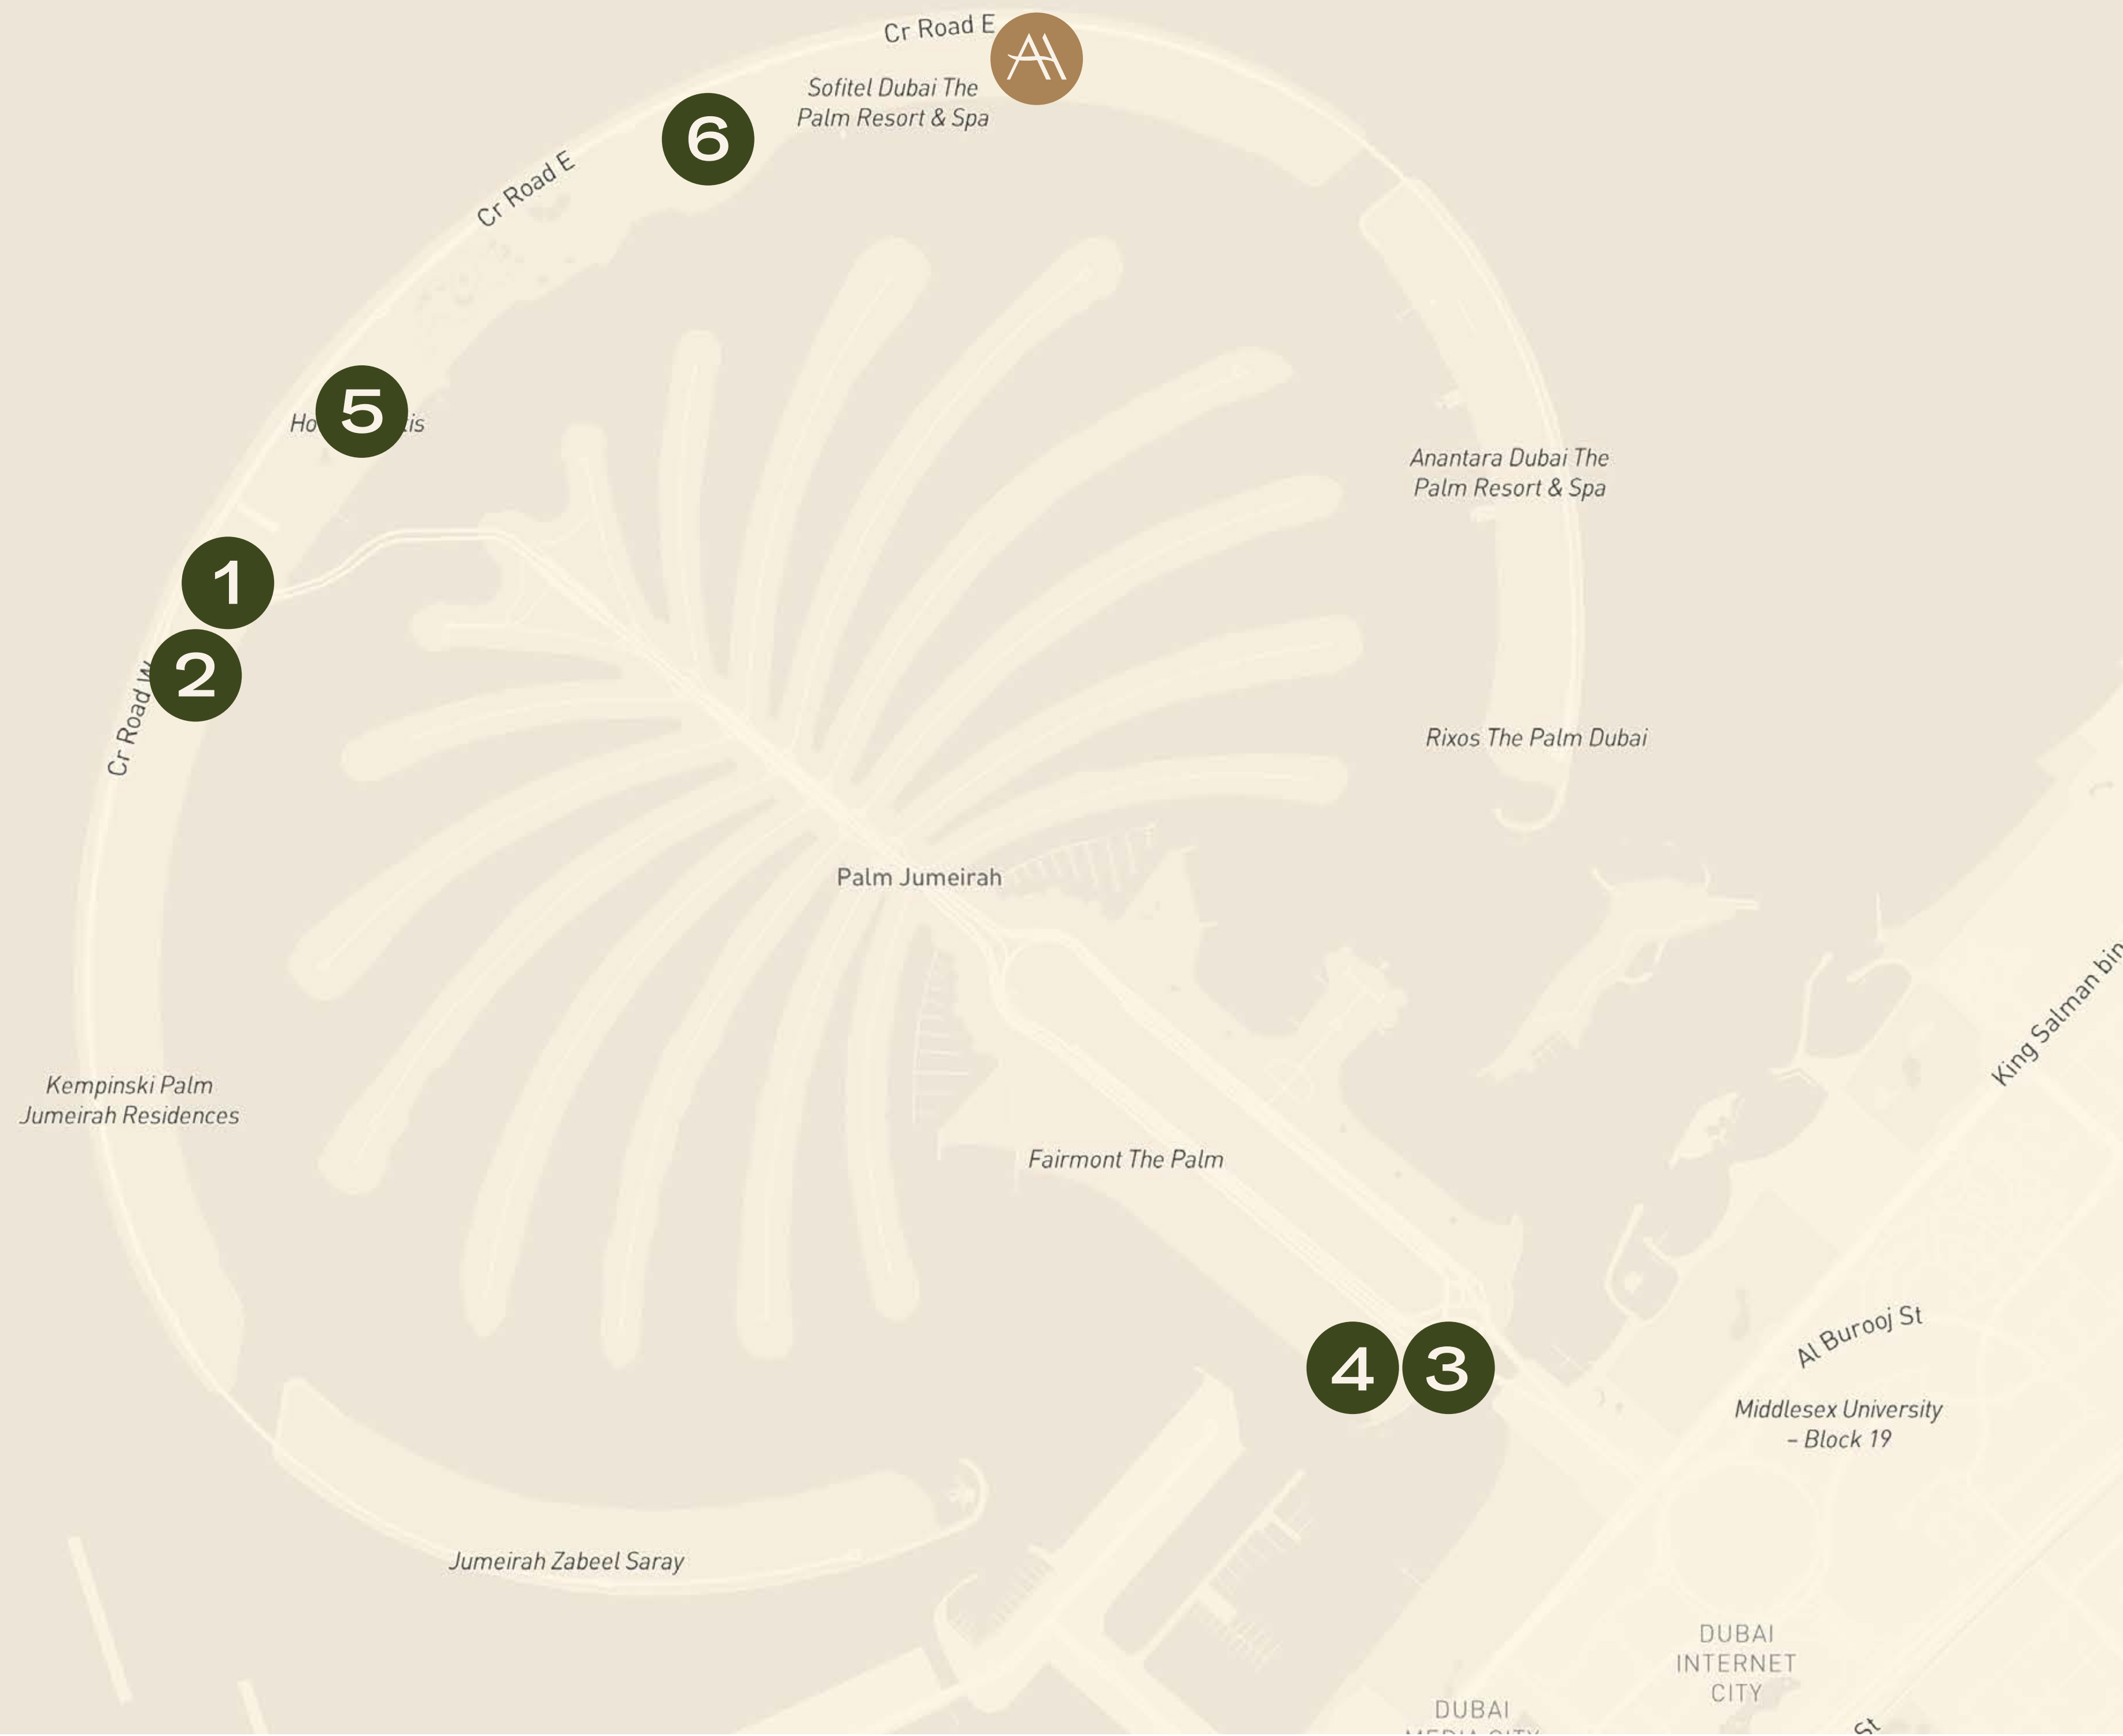 Cr Road E
Sofitel Dubai The
Palm Resort & Spa
6
Cr Road E
5
Anantara Dubai The
Palm Resort & Spa
1
2
Cr Road W
Rixos The Palm Dubai
Palm Jumeirah
King Salman bin
Kempinski Palm
Jumeirah Residences
Fairmont The Palm
Al Burooj St
4
3
Middlesex University
– Block 19
Jumeirah Zabeel Saray
DUBAI
INTERNET
CITY
DUBAI
St